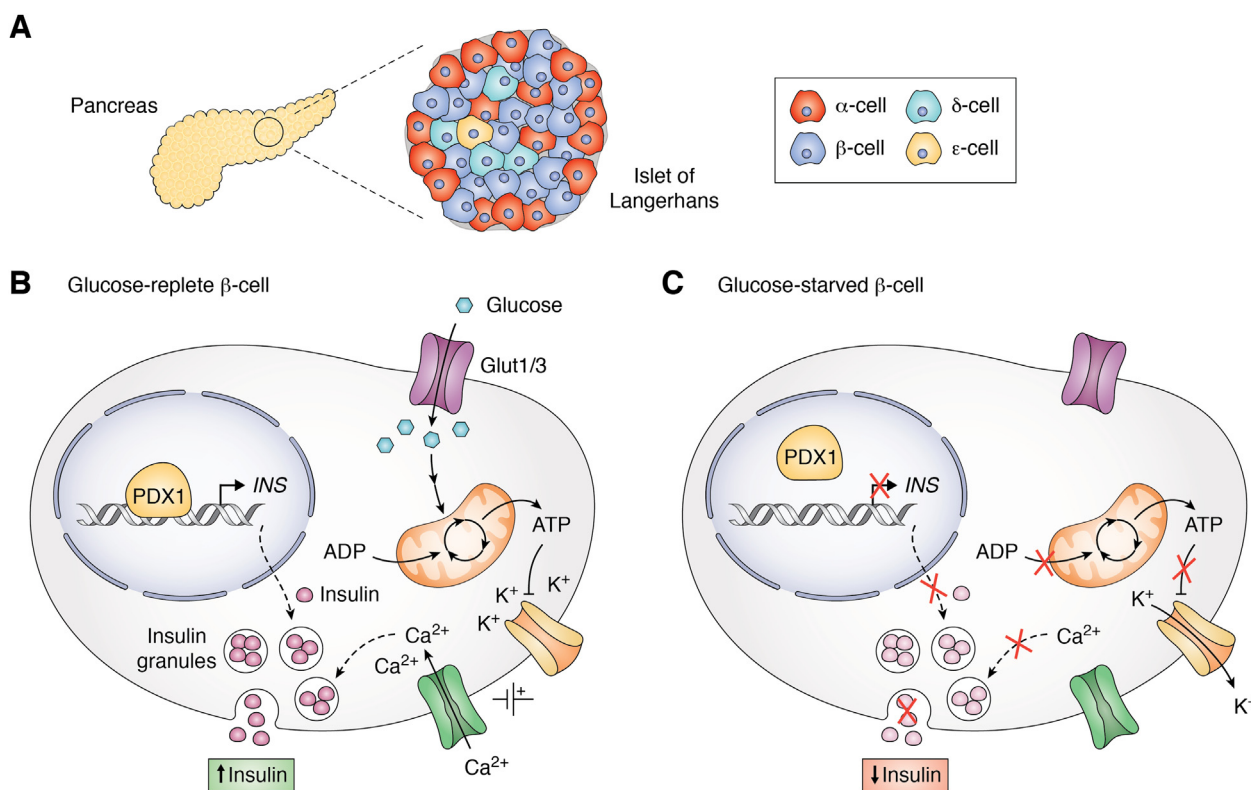 A
Pancreas
Islet of
Langerhans
α-cell
δ-cell
β-cell
ε-cell
B
Glucose-replete β-cell
Glucose
Glut1/3
PDX1
INS
ADP
ATP
K+
K+
K+
Insulin
Insulin
granules
Ca2+
Ca2+
+
Ca2+
↑Insulin
C
Glucose-starved β-cell
PDX1
INS
ADP
ATP
K+
Ca2+
K+
↓Insulin